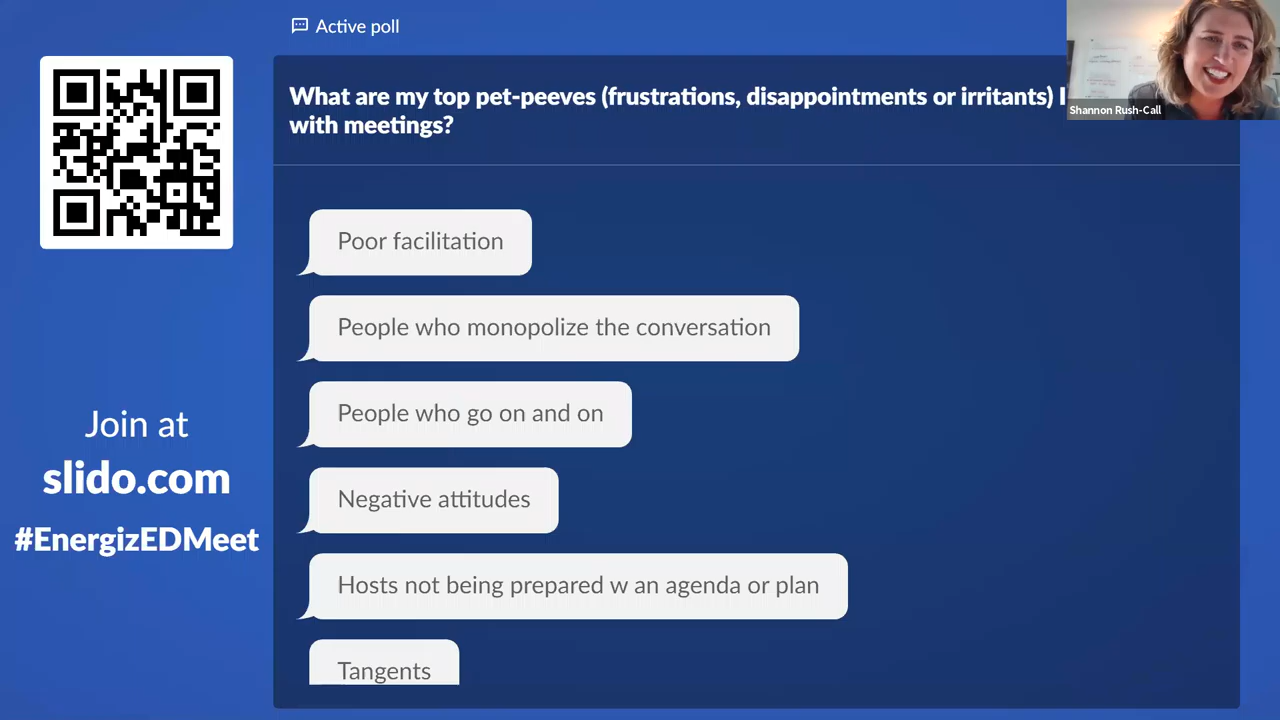 Active poll
What are my top pet-peeves (frustrations, disappointments or irritants) I
with meetings?
Shannon Rush-Call
Poor facilitation
People who monopolize the conversation
People who go on and on
Negative attitudes
Hosts not being prepared w an agenda or plan
Tangents
Join at
slido.com
#EnergizEDMeet